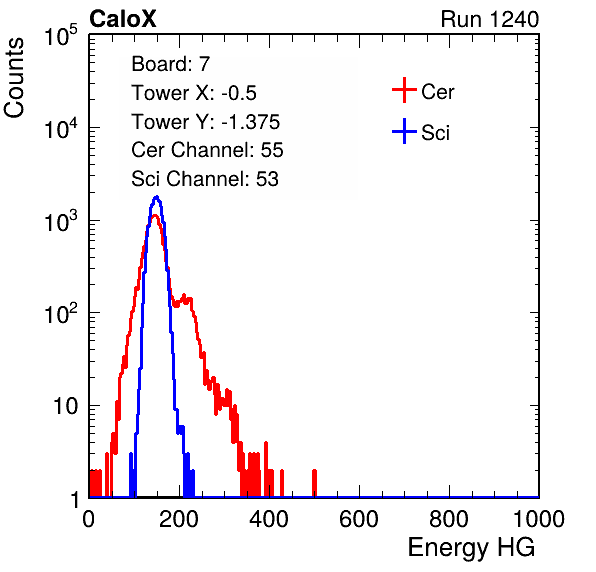 CaloX
Run 1240
Counts
Board: 7
Tower X: -0.5
Tower Y: -1.375
Cer Channel: 55
Sci Channel: 53
Cer
Sci
10^5
10^4
10^3
10^2
10
1
0 200 400 600 800 1000
Energy HG